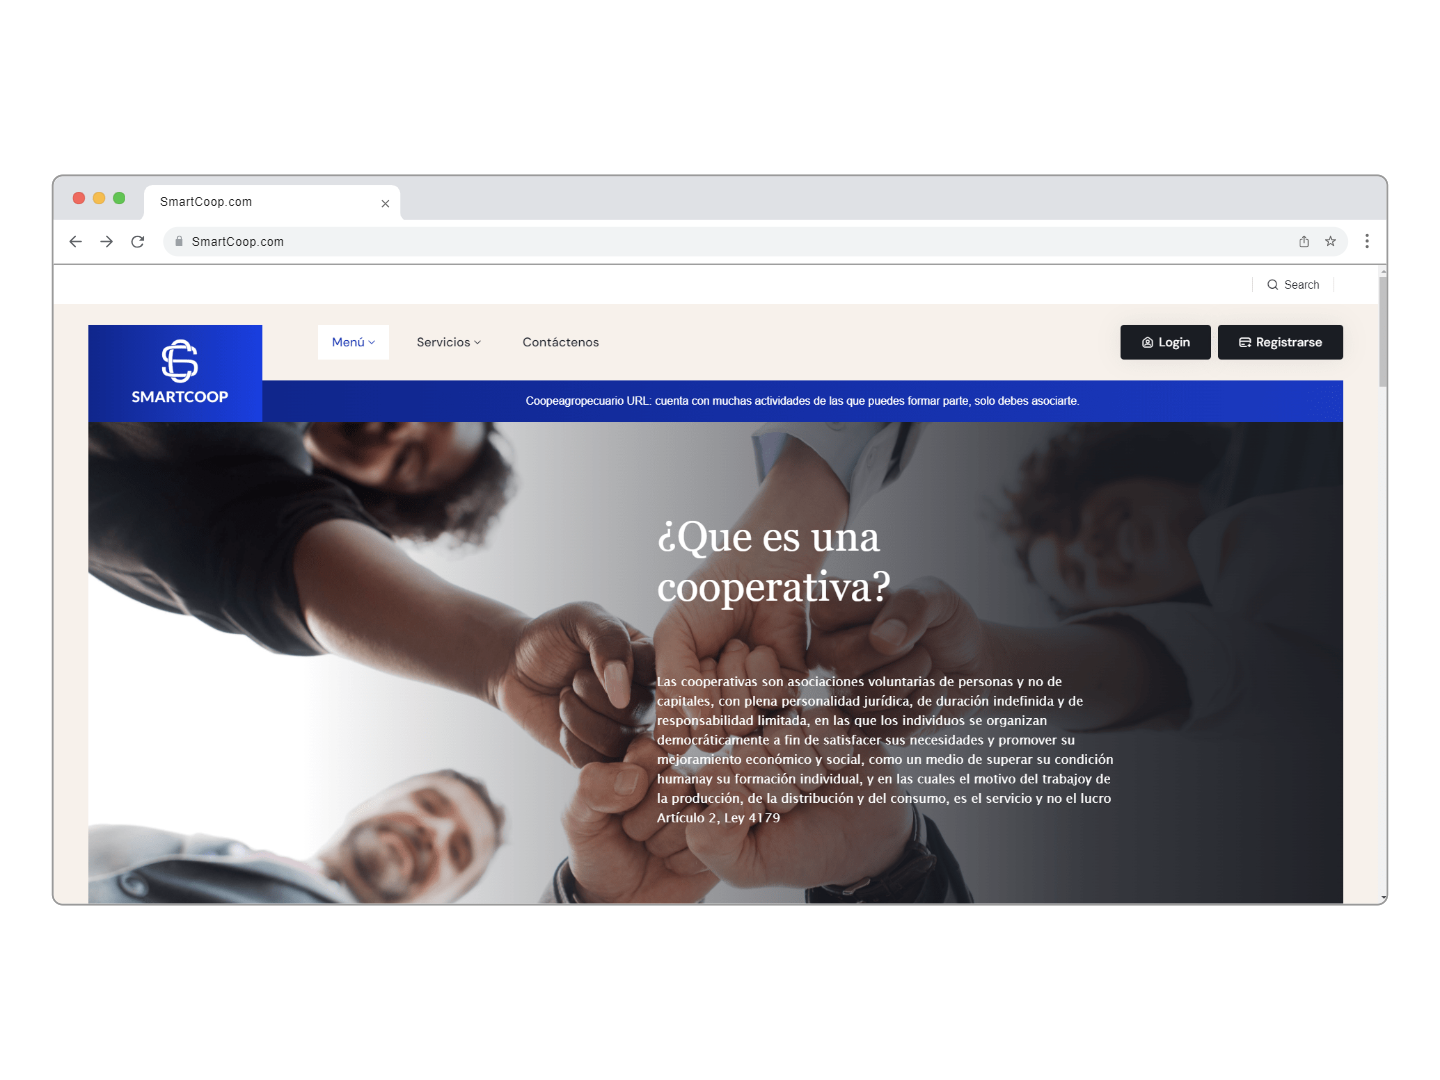 SmartCoop.com
SmartCoop.com
Search
SMARTCOOP
Menú
Servicios
Contáctenos
Login
Registrarse
Coopeagropecuario URL: cuenta con muchas actividades de las que puedes formar parte, solo debes asociarte.
¿Que es una
cooperativa?
Las cooperativas son asociaciones voluntarias de personas y no de
capitales, con plena personalidad jurídica, de duración indefinida y de
responsabilidad limitada, en las que los individuos se organizan
democráticamente a fin de satisfacer sus necesidades y promover su
mejoramiento económico y social, como un medio de superar su condición
humanay su formación individual, y en las cuales el motivo del trabajoy de
la producción, de la distribución y del consumo, es el servicio y no el lucro
Artículo 2, Ley 4179